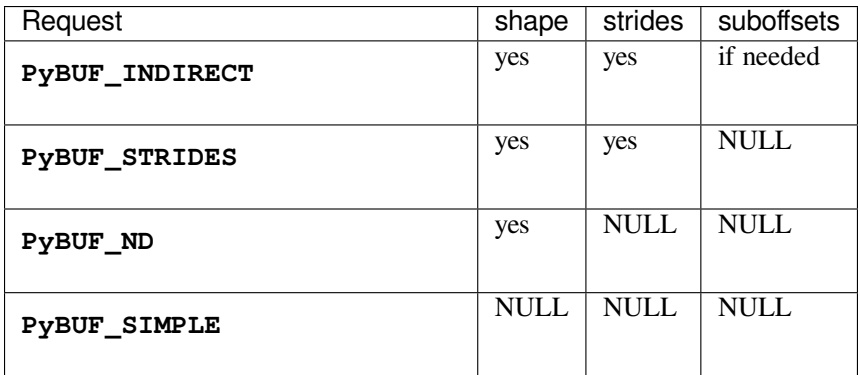 Request shape strides suboffsets
PyBUF_INDIRECT yes yes if needed
PyBUF_STRIDES yes yes NULL
PyBUF_ND yes NULL NULL
PyBUF_SIMPLE NULL NULL NULL